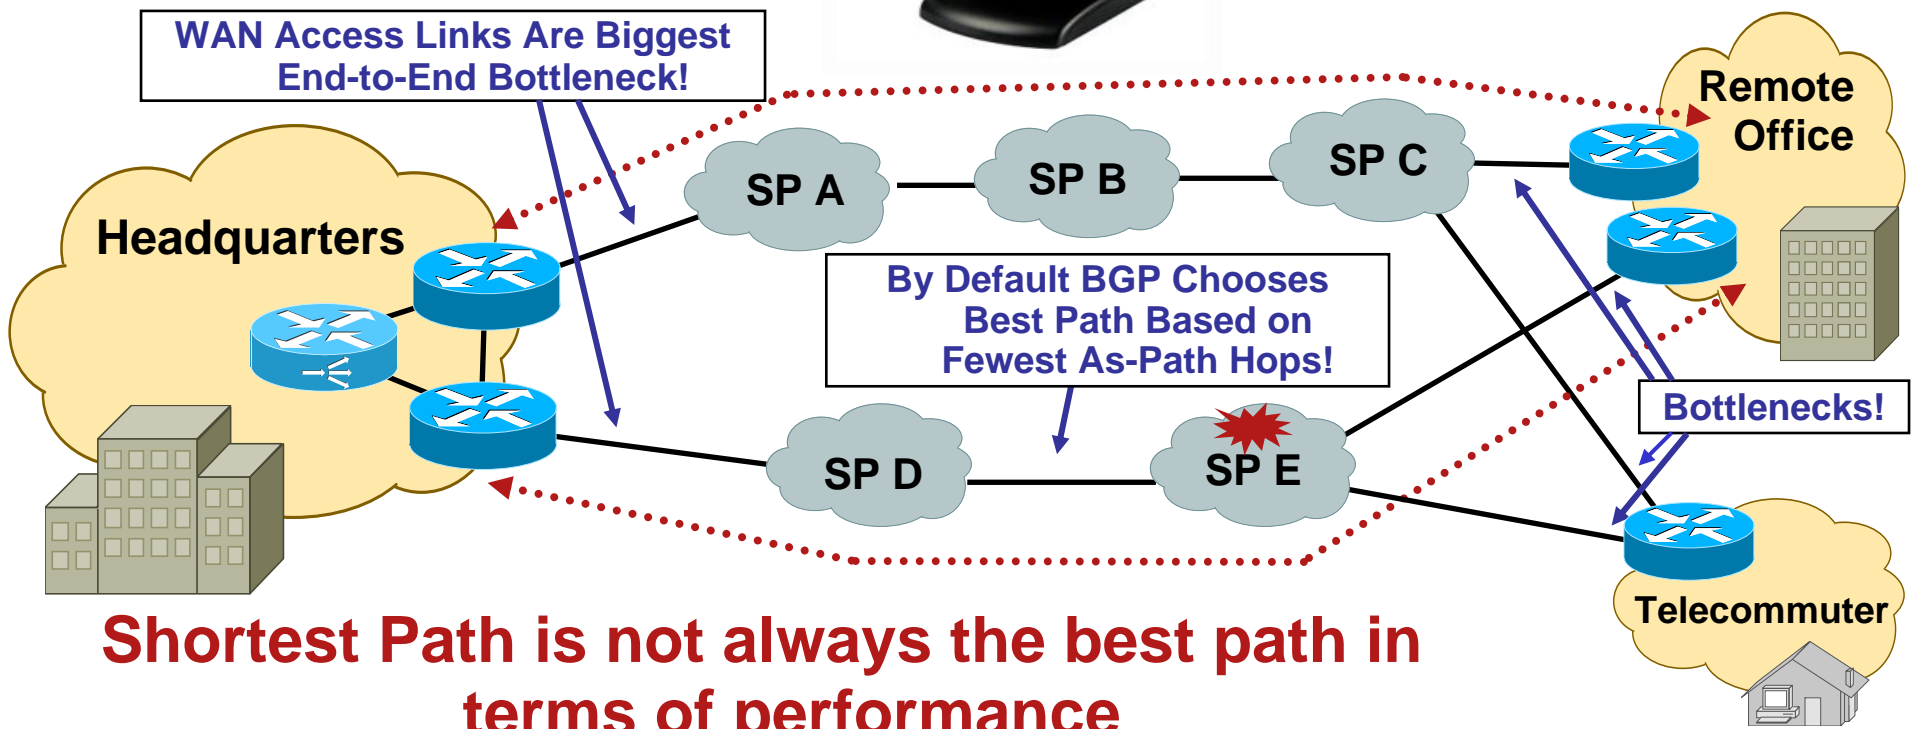 WAN Access Links Are Biggest
End-to-End Bottleneck!
Remote
Office
SP A
SP B
SP C
Headquarters
By Default BGP Chooses
Best Path Based on
Fewest As-Path Hops!
Bottlenecks!
SP D
SP E
Telecommuter
Shortest Path is not always the best path in
terms of performance